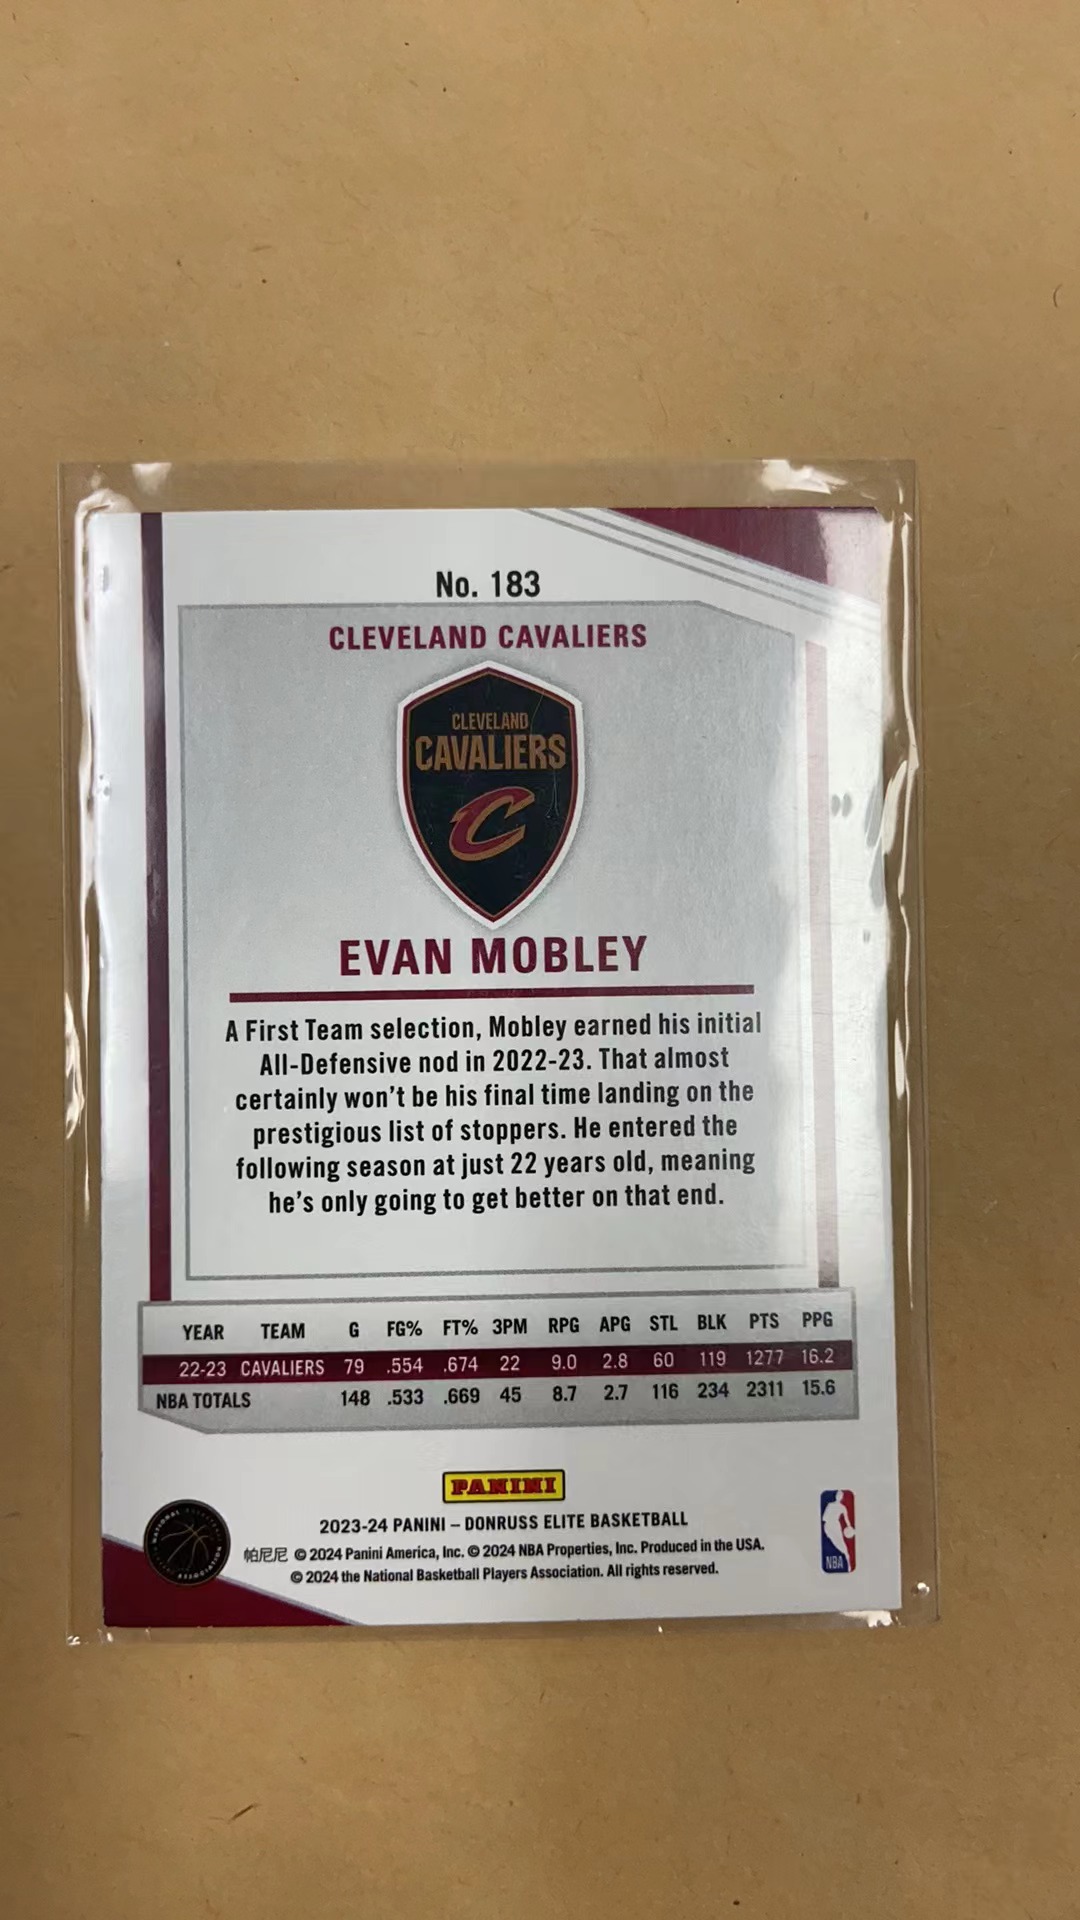 No. 183
CLEVELAND CAVALIERS
CLEVELAND
CAVALIERS
C
EVAN MOBLEY
A First Team selection, Mobley earned his initial
All-Defensive nod in 2022-23. That almost
certainly won't be his final time landing on the
prestigious list of stoppers. He entered the
following season at just 22 years old, meaning
he's only going to get better on that end.
YEAR TEAM G FG% FT% 3PM RPG APG STL BLK PTS PPG
22-23 CAVALIERS 79 .554 .674 22 9.0 2.8 60 119 1277 16.2
NBA TOTALS 148 .533 .669 45 8.7 2.7 116 234 2311 15.6
PANINI
2023-24 PANINI – DONRUSS ELITE BASKETBALL
帕尼尼 © 2024 Panini America, Inc. © 2024 NBA Properties, Inc. Produced in the USA.
© 2024 the National Basketball Players Association. All rights reserved.
NATIONAL BASKETBALL PLAYERS ASSOCIATION
NBA